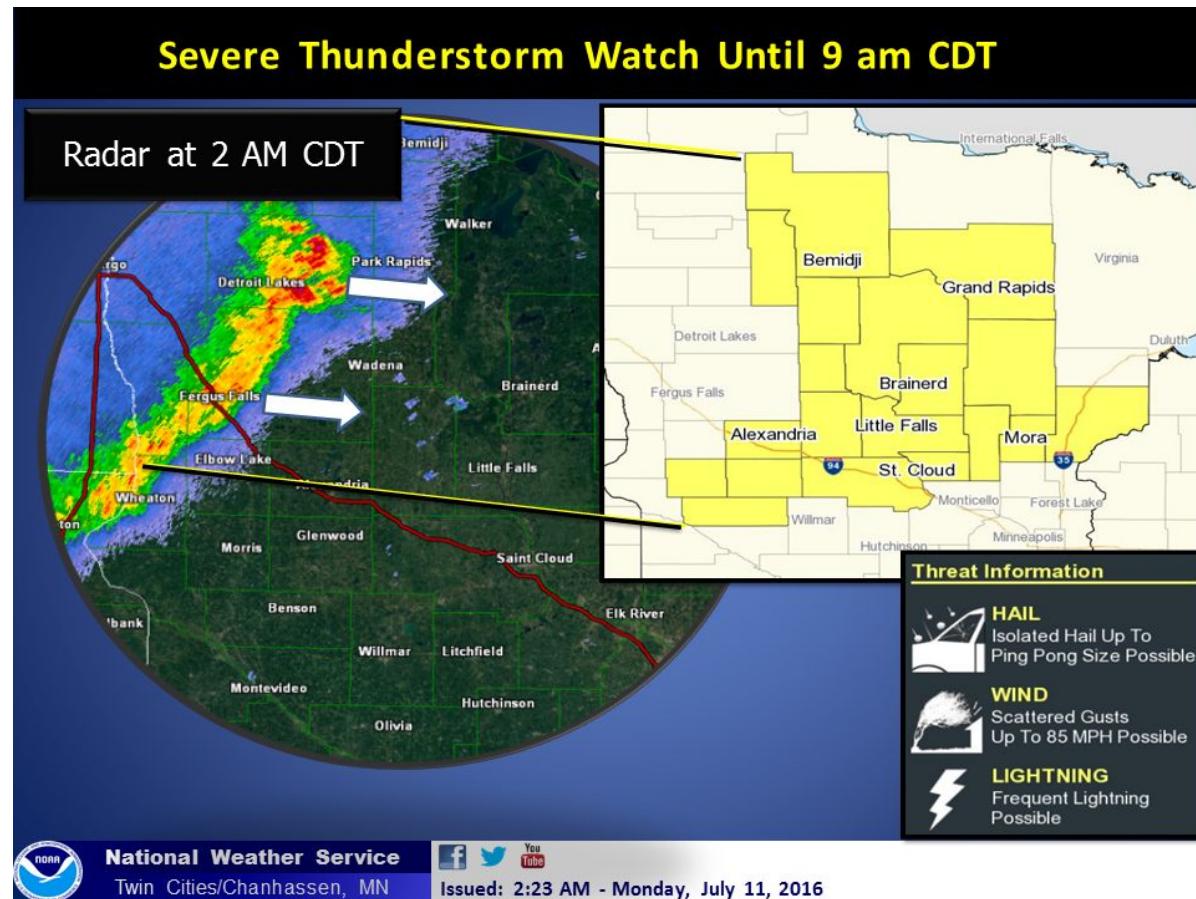 Severe Thunderstorm Watch Until 9 am CDT
Radar at 2 AM CDT
Bemidji
Walker
Park Rapids
Detroit Lakes
Wadena
Brainerd
Fergus Falls
Elbow Lake
Little Falls
Alexandria
Wheaton
Glenwood
Morris
Saint Cloud
Benson
Elk River
Willmar
Litchfield
Montevideo
Hutchinson
Olivia
International Falls
Bemidji
Virginia
Grand Rapids
Detroit Lakes
Duluth
Fergus Falls
Brainerd
Alexandria
Little Falls
Mora
94
St. Cloud
35
Monticello
Forest Lake
Willmar
Minneapolis
Hutchinson
Threat Information
HAIL
Isolated Hail Up To
Ping Pong Size Possible
WIND
Scattered Gusts
Up To 85 MPH Possible
LIGHTNING
Frequent Lightning
Possible
NOAA
National Weather Service
Twin Cities/Chanhassen, MN
You
Tube
Issued: 2:23 AM - Monday, July 11, 2016